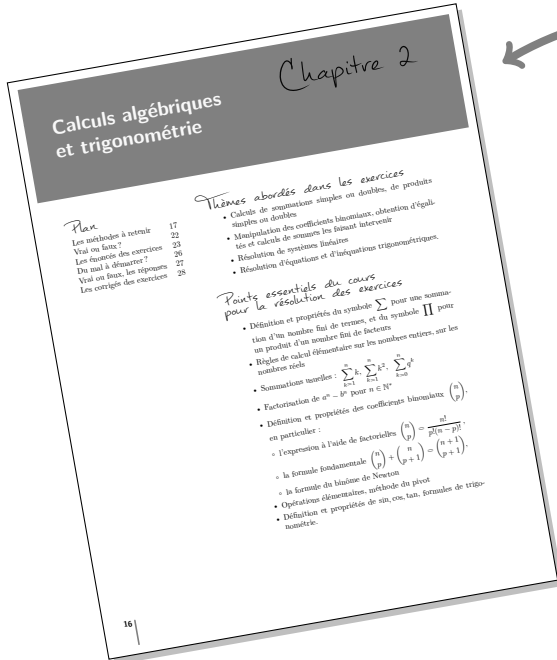 Chapitre 2
Calculs algébriques
et trigonométrie
Plan
Les méthodes à retenir 17
Vrai ou faux ? 22
Les énoncés des exercices 23
Du mal à démarrer ? 26
Vrai ou faux, les réponses 27
Les corrigés des exercices 28
Thèmes abordés dans les exercices
• Calculs de sommations simples ou doubles, de produits
simples ou doubles
• Manipulation des coefficients binomiaux, obtention d'égali-
tés et calculs de sommes les faisant intervenir
• Résolution de systèmes linéaires
• Résolution d'équations et d'inéquations trigonométriques.
Points essentiels du cours
pour la résolution des exercices
• Définition et propriétés du symbole ∑ pour une somma-
tion d'un nombre fini de termes, et du symbole ∏ pour
un produit d'un nombre fini de facteurs
• Règles de calcul élémentaire sur les nombres entiers, sur les
nombres réels
• Sommations usuelles : ∑_{k=1}^{n} k, ∑_{k=1}^{n} k², ∑_{k=0}^{n} q^k
• Factorisation de aⁿ − bⁿ pour n ∈ ℕ*
• Définition et propriétés des coefficients binomiaux (n p),
en particulier :
◦ l'expression à l'aide de factorielles (n p) = n!/(p!(n − p)!),
◦ la formule fondamentale (n p) + (n p + 1) = (n + 1 p + 1),
◦ la formule du binôme de Newton
• Opérations élémentaires, méthode du pivot
• Définition et propriétés de sin, cos, tan, formules de trigo-
nométrie.
16